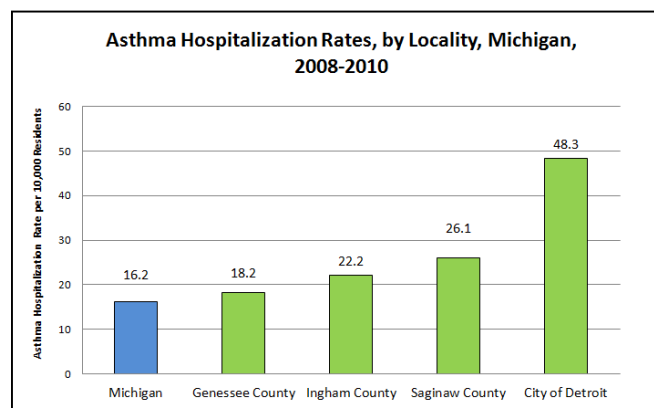 Asthma Hospitalization Rates, by Locality, Michigan,
2008-2010
Asthma Hospitalization Rate per 10,000 Residents
60
50
40
30
20
10
0
16.2
18.2
22.2
26.1
48.3
Michigan
Genessee County
Ingham County
Saginaw County
City of Detroit